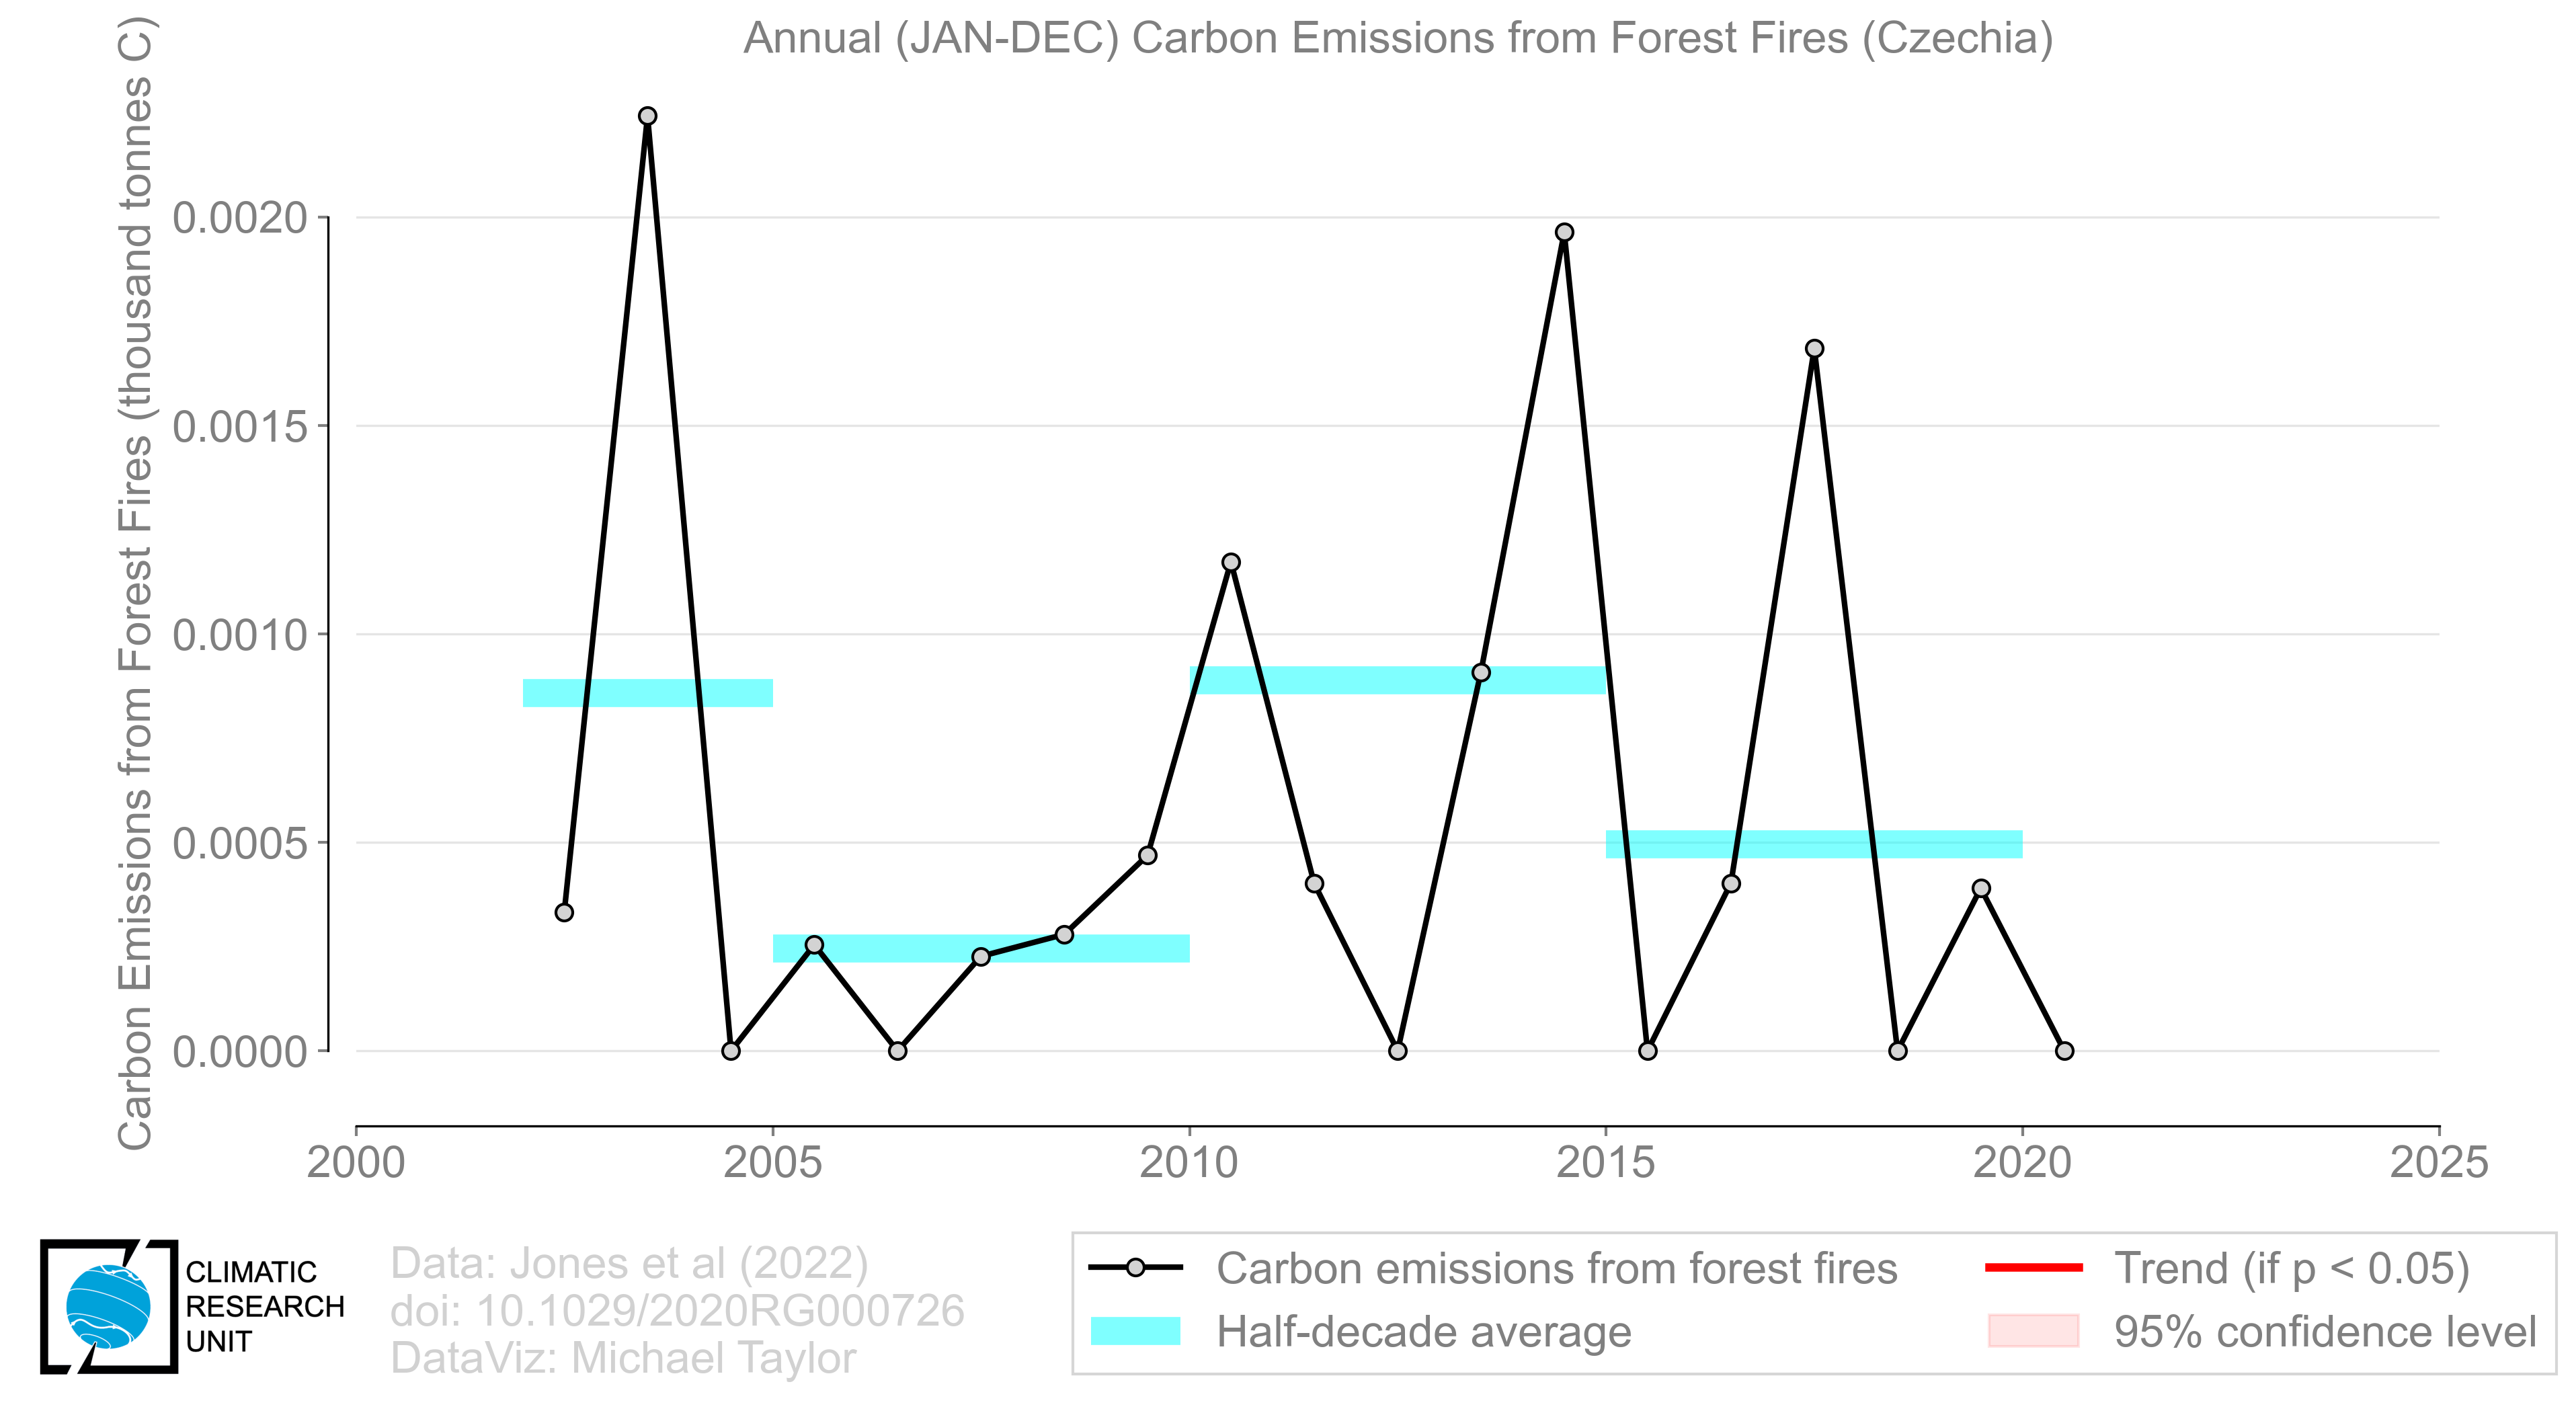 Annual (JAN-DEC) Carbon Emissions from Forest Fires (Czechia)
Carbon Emissions from Forest Fires (thousand tonnes C)
0.0020
0.0015
0.0010
0.0005
0.0000
2000 2005 2010 2015 2020 2025
CLIMATIC
RESEARCH
UNIT
Data: Jones et al (2022)
doi: 10.1029/2020RG000726
DataViz: Michael Taylor
Carbon emissions from forest fires
Half-decade average
Trend (if p < 0.05)
95% confidence level